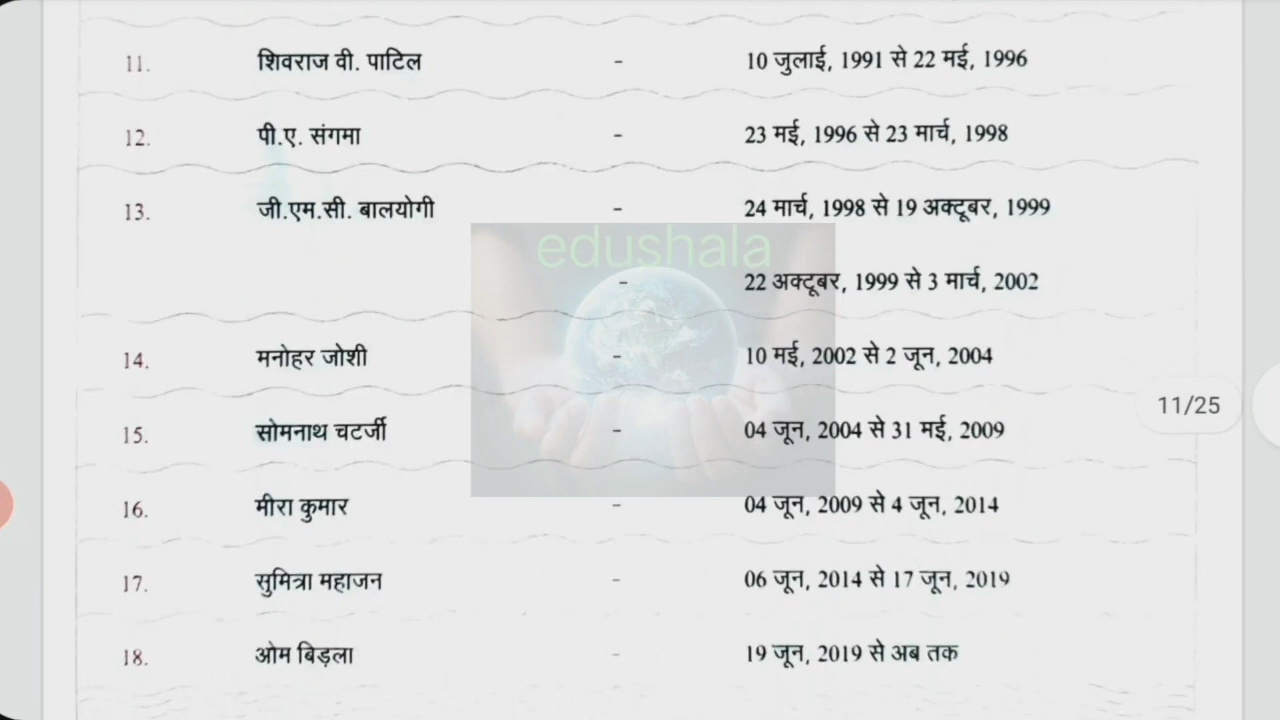 11. शिवराज वी. पाटिल - 10 जुलाई, 1991 से 22 मई, 1996
12. पी.ए. संगमा - 23 मई, 1996 से 23 मार्च, 1998
13. जी.एम.सी. बालयोगी - 24 मार्च, 1998 से 19 अक्टूबर, 1999
edushala
- 22 अक्टूबर, 1999 से 3 मार्च, 2002
14. मनोहर जोशी - 10 मई, 2002 से 2 जून, 2004
11/25
15. सोमनाथ चटर्जी - 04 जून, 2004 से 31 मई, 2009
16. मीरा कुमार - 04 जून, 2009 से 4 जून, 2014
17. सुमित्रा महाजन - 06 जून, 2014 से 17 जून, 2019
18. ओम बिड़ला - 19 जून, 2019 से अब तक